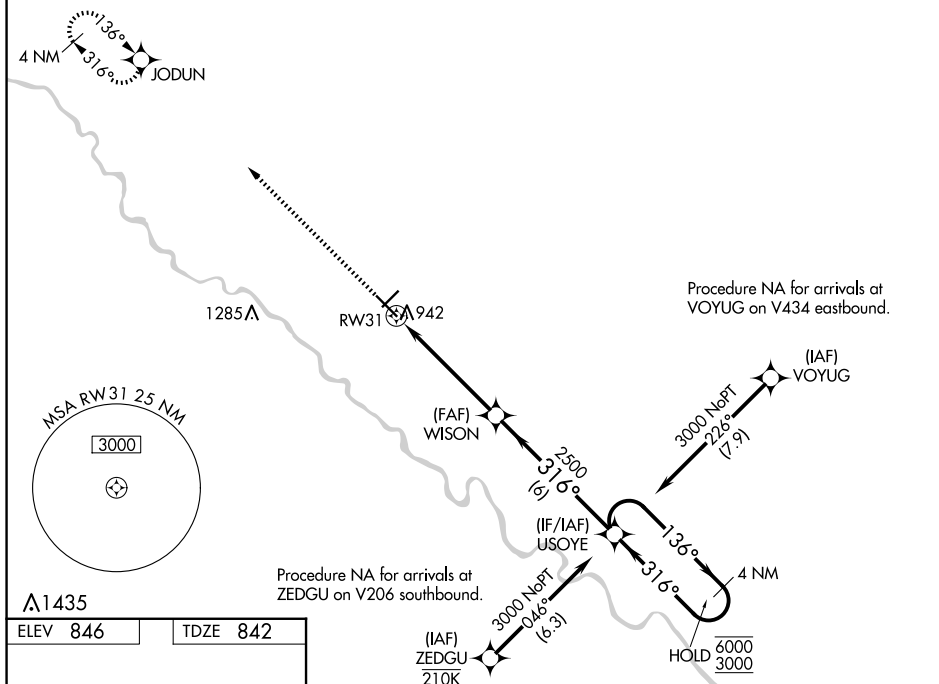 136°
4 NM
316°
JODUN
1285
RW31
942
Procedure NA for arrivals at
VOYUG on V434 eastbound.
(IAF)
VOYUG
3000 NoPT
226°
(7.9)
MSA RW31 25 NM
3000
(FAF)
WISON
2500
316°
(6)
(IF/IAF)
USOYE
136°
316°
4 NM
HOLD
6000
3000
Procedure NA for arrivals at
ZEDGU on V206 southbound.
3000 NoPT
046°
(6.3)
(IAF)
ZEDGU
210K
1435
ELEV 846
TDZE 842